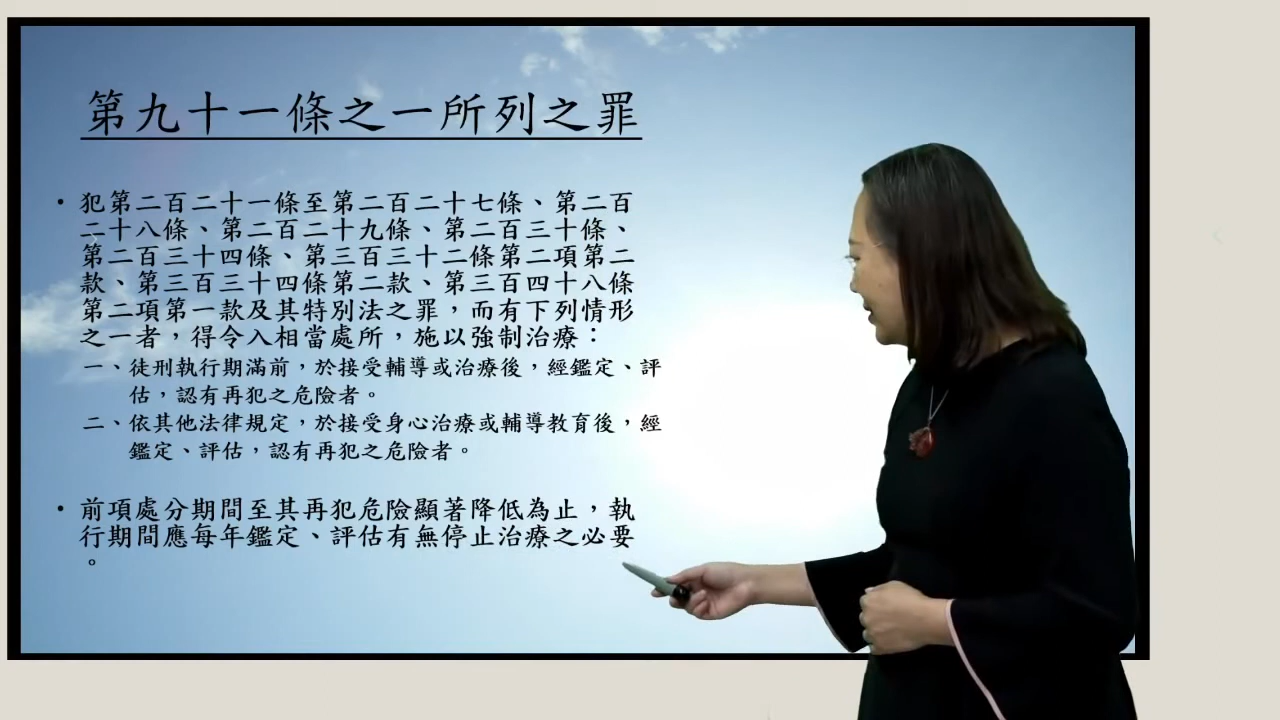 第九十一條之一所列之罪
• 犯第二百二十一條至第二百二十七條、第二百
二十八條、第二百二十九條、第二百三十條、
第二百三十四條、第三百三十二條第二項第二
款、第三百三十四條第二款、第三百四十八條
第二項第一款及其特別法之罪，而有下列情形
之一者，得令入相當處所，施以強制治療：
一、徒刑執行期滿前，於接受輔導或治療後，經鑑定、評
估，認有再犯之危險者。
二、依其他法律規定，於接受身心治療或輔導教育後，經
鑑定、評估，認有再犯之危險者。
• 前項處分期間至其再犯危險顯著降低為止，執
行期間應每年鑑定、評估有無停止治療之必要
。